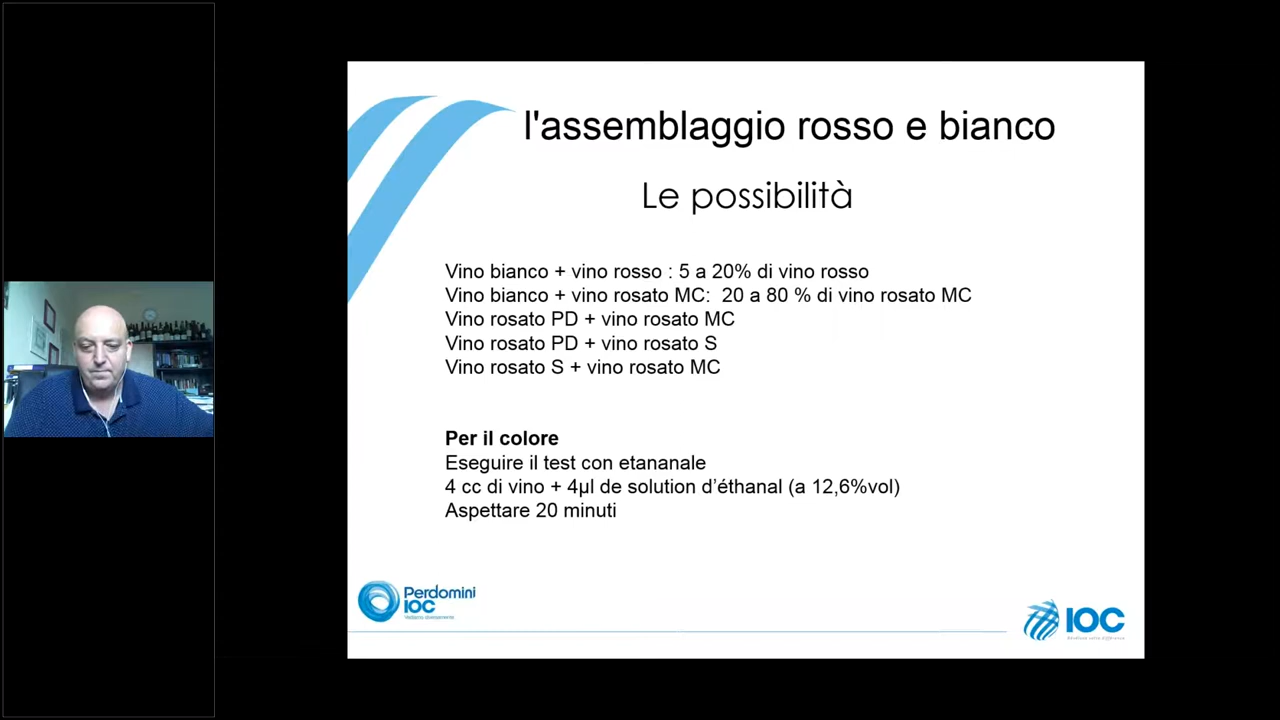 l'assemblaggio rosso e bianco
Le possibilità
Vino bianco + vino rosso : 5 a 20% di vino rosso
Vino bianco + vino rosato MC: 20 a 80 % di vino rosato MC
Vino rosato PD + vino rosato MC
Vino rosato PD + vino rosato S
Vino rosato S + vino rosato MC
Per il colore
Eseguire il test con etananale
4 cc di vino + 4µl de solution d’éthanal (a 12,6%vol)
Aspettare 20 minuti
Perdomini
IOC
IOC